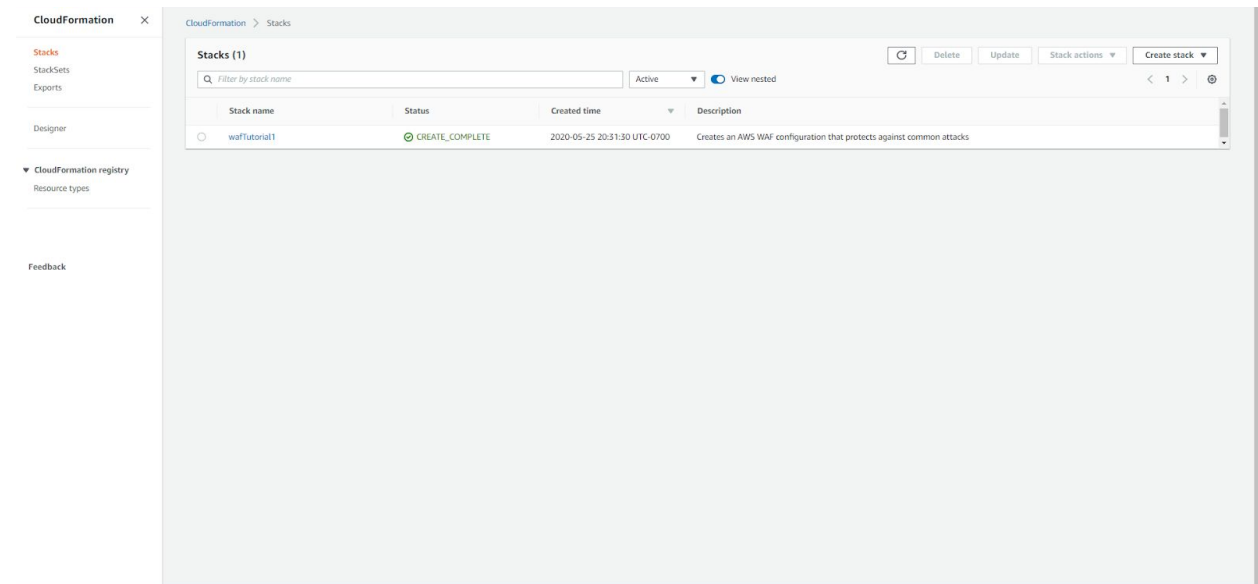 CloudFormation
Stacks
StackSets
Exports
Designer
CloudFormation registry
Resource types
Feedback
CloudFormation > Stacks
Stacks (1)
Delete Update Stack actions Create stack
Filter by stack name Active View nested < 1 >
Stack name Status Created time Description
wafTutorial1 CREATE_COMPLETE 2020-05-25 20:31:30 UTC-0700 Creates an AWS WAF configuration that protects against common attacks